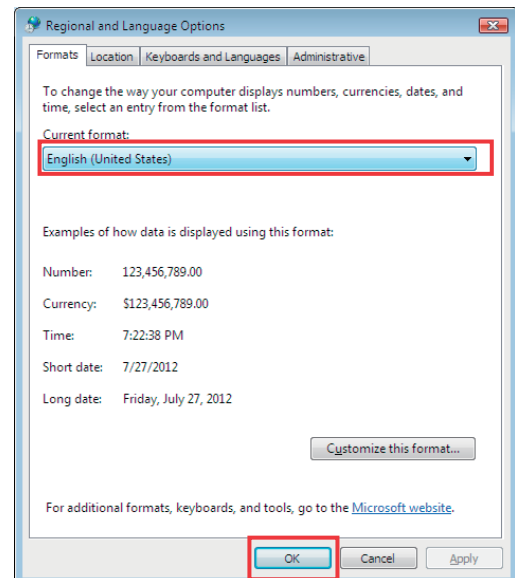 Regional and Language Options
Formats Location Keyboards and Languages Administrative
To change the way your computer displays numbers, currencies, dates, and
time, select an entry from the format list.
Current format:
English (United States)
Examples of how data is displayed using this format:
Number: 123,456,789.00
Currency: $123,456,789.00
Time: 7:22:38 PM
Short date: 7/27/2012
Long date: Friday, July 27, 2012
Customize this format...
For additional formats, keyboards, and tools, go to the Microsoft website.
OK Cancel Apply